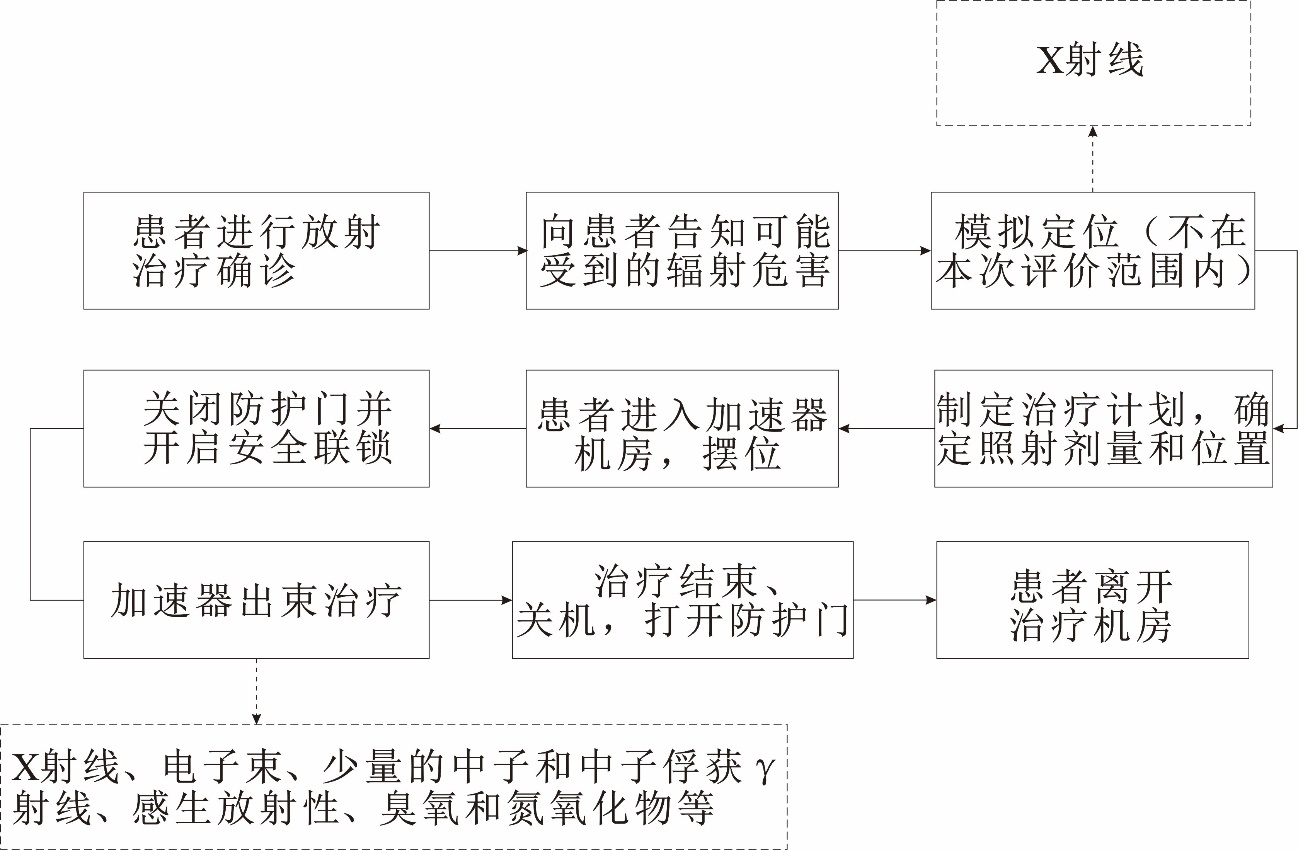 X射线
患者进行放射
治疗确诊
向患者告知可能
受到的辐射危害
模拟定位（不在
本次评价范围内）
制定治疗计划，确
定照射剂量和位置
患者进入加速器
机房，摆位
关闭防护门并
开启安全联锁
加速器出束治疗
治疗结束、
关机，打开防护门
患者离开
治疗机房
X射线、电子束、少量的中子和中子俘获γ
射线、感生放射性、臭氧和氮氧化物等